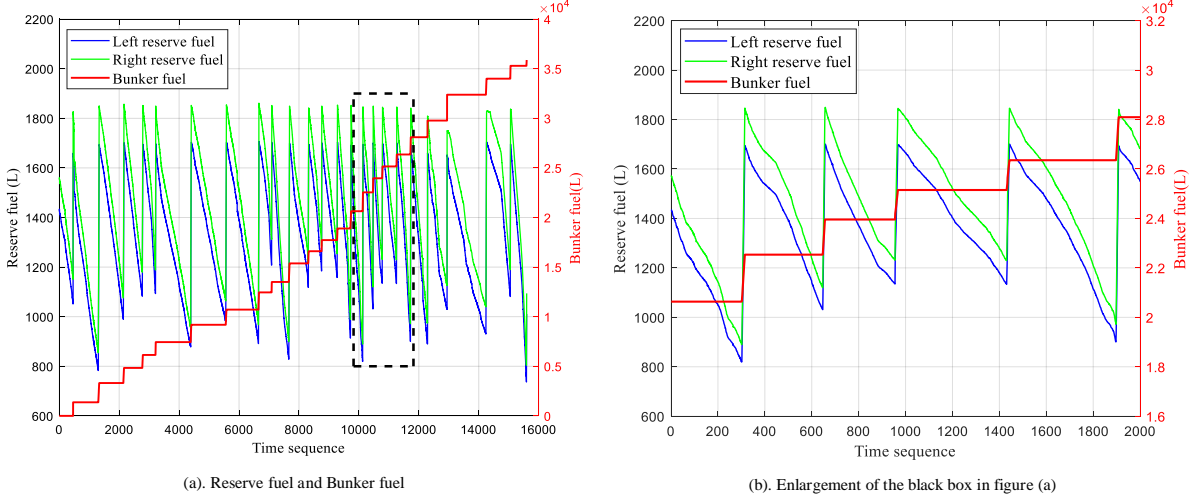 ×10⁴
2200
2000
1800
1600
1400
1200
1000
800
600
Reserve fuel (L)
Left reserve fuel
Right reserve fuel
Bunker fuel
4
3.5
3
2.5
2
1.5
1
0.5
0
Bunker fuel(L)
0 2000 4000 6000 8000 10000 12000 14000 16000
Time sequence
(a). Reserve fuel and Bunker fuel
×10⁴
2200
2000
1800
1600
1400
1200
1000
800
600
Reserve fuel (L)
Left reserve fuel
Right reserve fuel
Bunker fuel
3.2
3
2.8
2.6
2.4
2.2
2
1.8
1.6
Bunker fuel(L)
0 200 400 600 800 1000 1200 1400 1600 1800 2000
Time sequence
(b). Enlargement of the black box in figure (a)